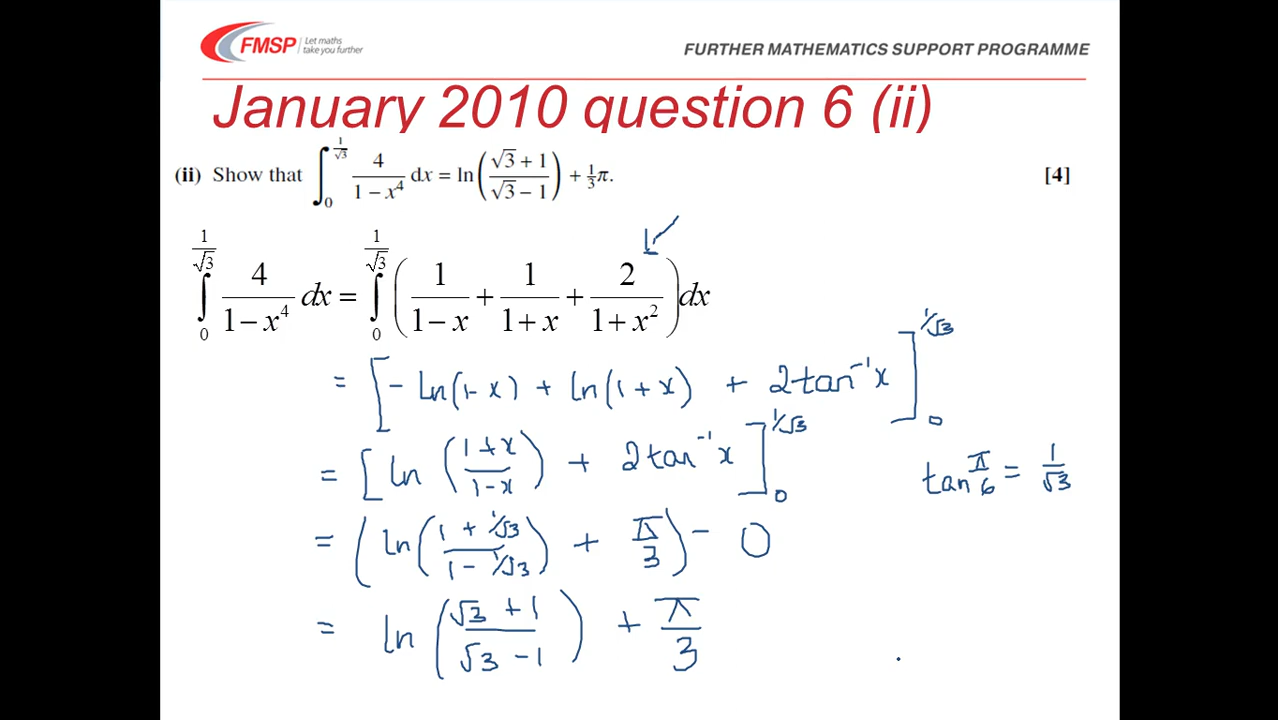 FMSP Let maths take you further
FURTHER MATHEMATICS SUPPORT PROGRAMME
January 2010 question 6 (ii)
(ii) Show that ∫₀^(1/√3) 4/(1 − x⁴) dx = ln((√3 + 1)/(√3 − 1)) + ⅓π. [4]
∫₀^(1/√3) 4/(1 − x⁴) dx = ∫₀^(1/√3) (1/(1 − x) + 1/(1 + x) + 2/(1 + x²)) dx
= [− ln(1 − x) + ln(1 + x) + 2tan⁻¹x]₀^(1/√3)
= [ln((1 + x)/(1 − x)) + 2tan⁻¹x]₀^(1/√3) tan π/6 = 1/√3
= (ln((1 + 1/√3)/(1 − 1/√3)) + π/3) − 0
= ln((√3 + 1)/(√3 − 1)) + π/3